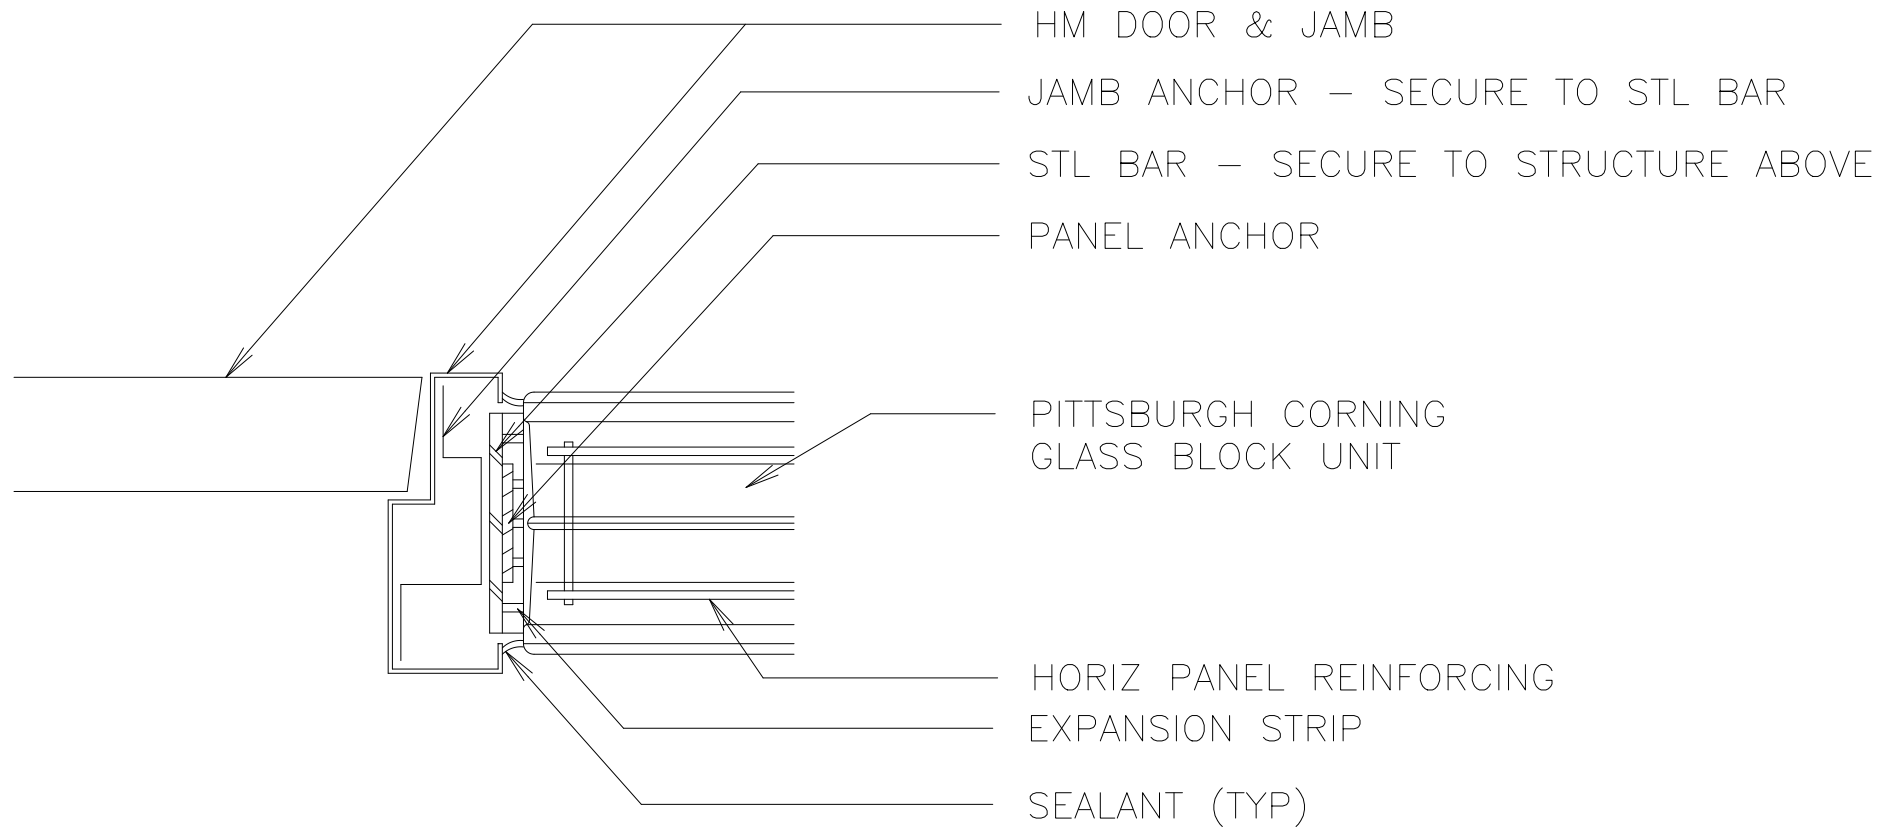 HM DOOR & JAMB
JAMB ANCHOR – SECURE TO STL BAR
STL BAR – SECURE TO STRUCTURE ABOVE
PANEL ANCHOR
PITTSBURGH CORNING
GLASS BLOCK UNIT
HORIZ PANEL REINFORCING
EXPANSION STRIP
SEALANT (TYP)